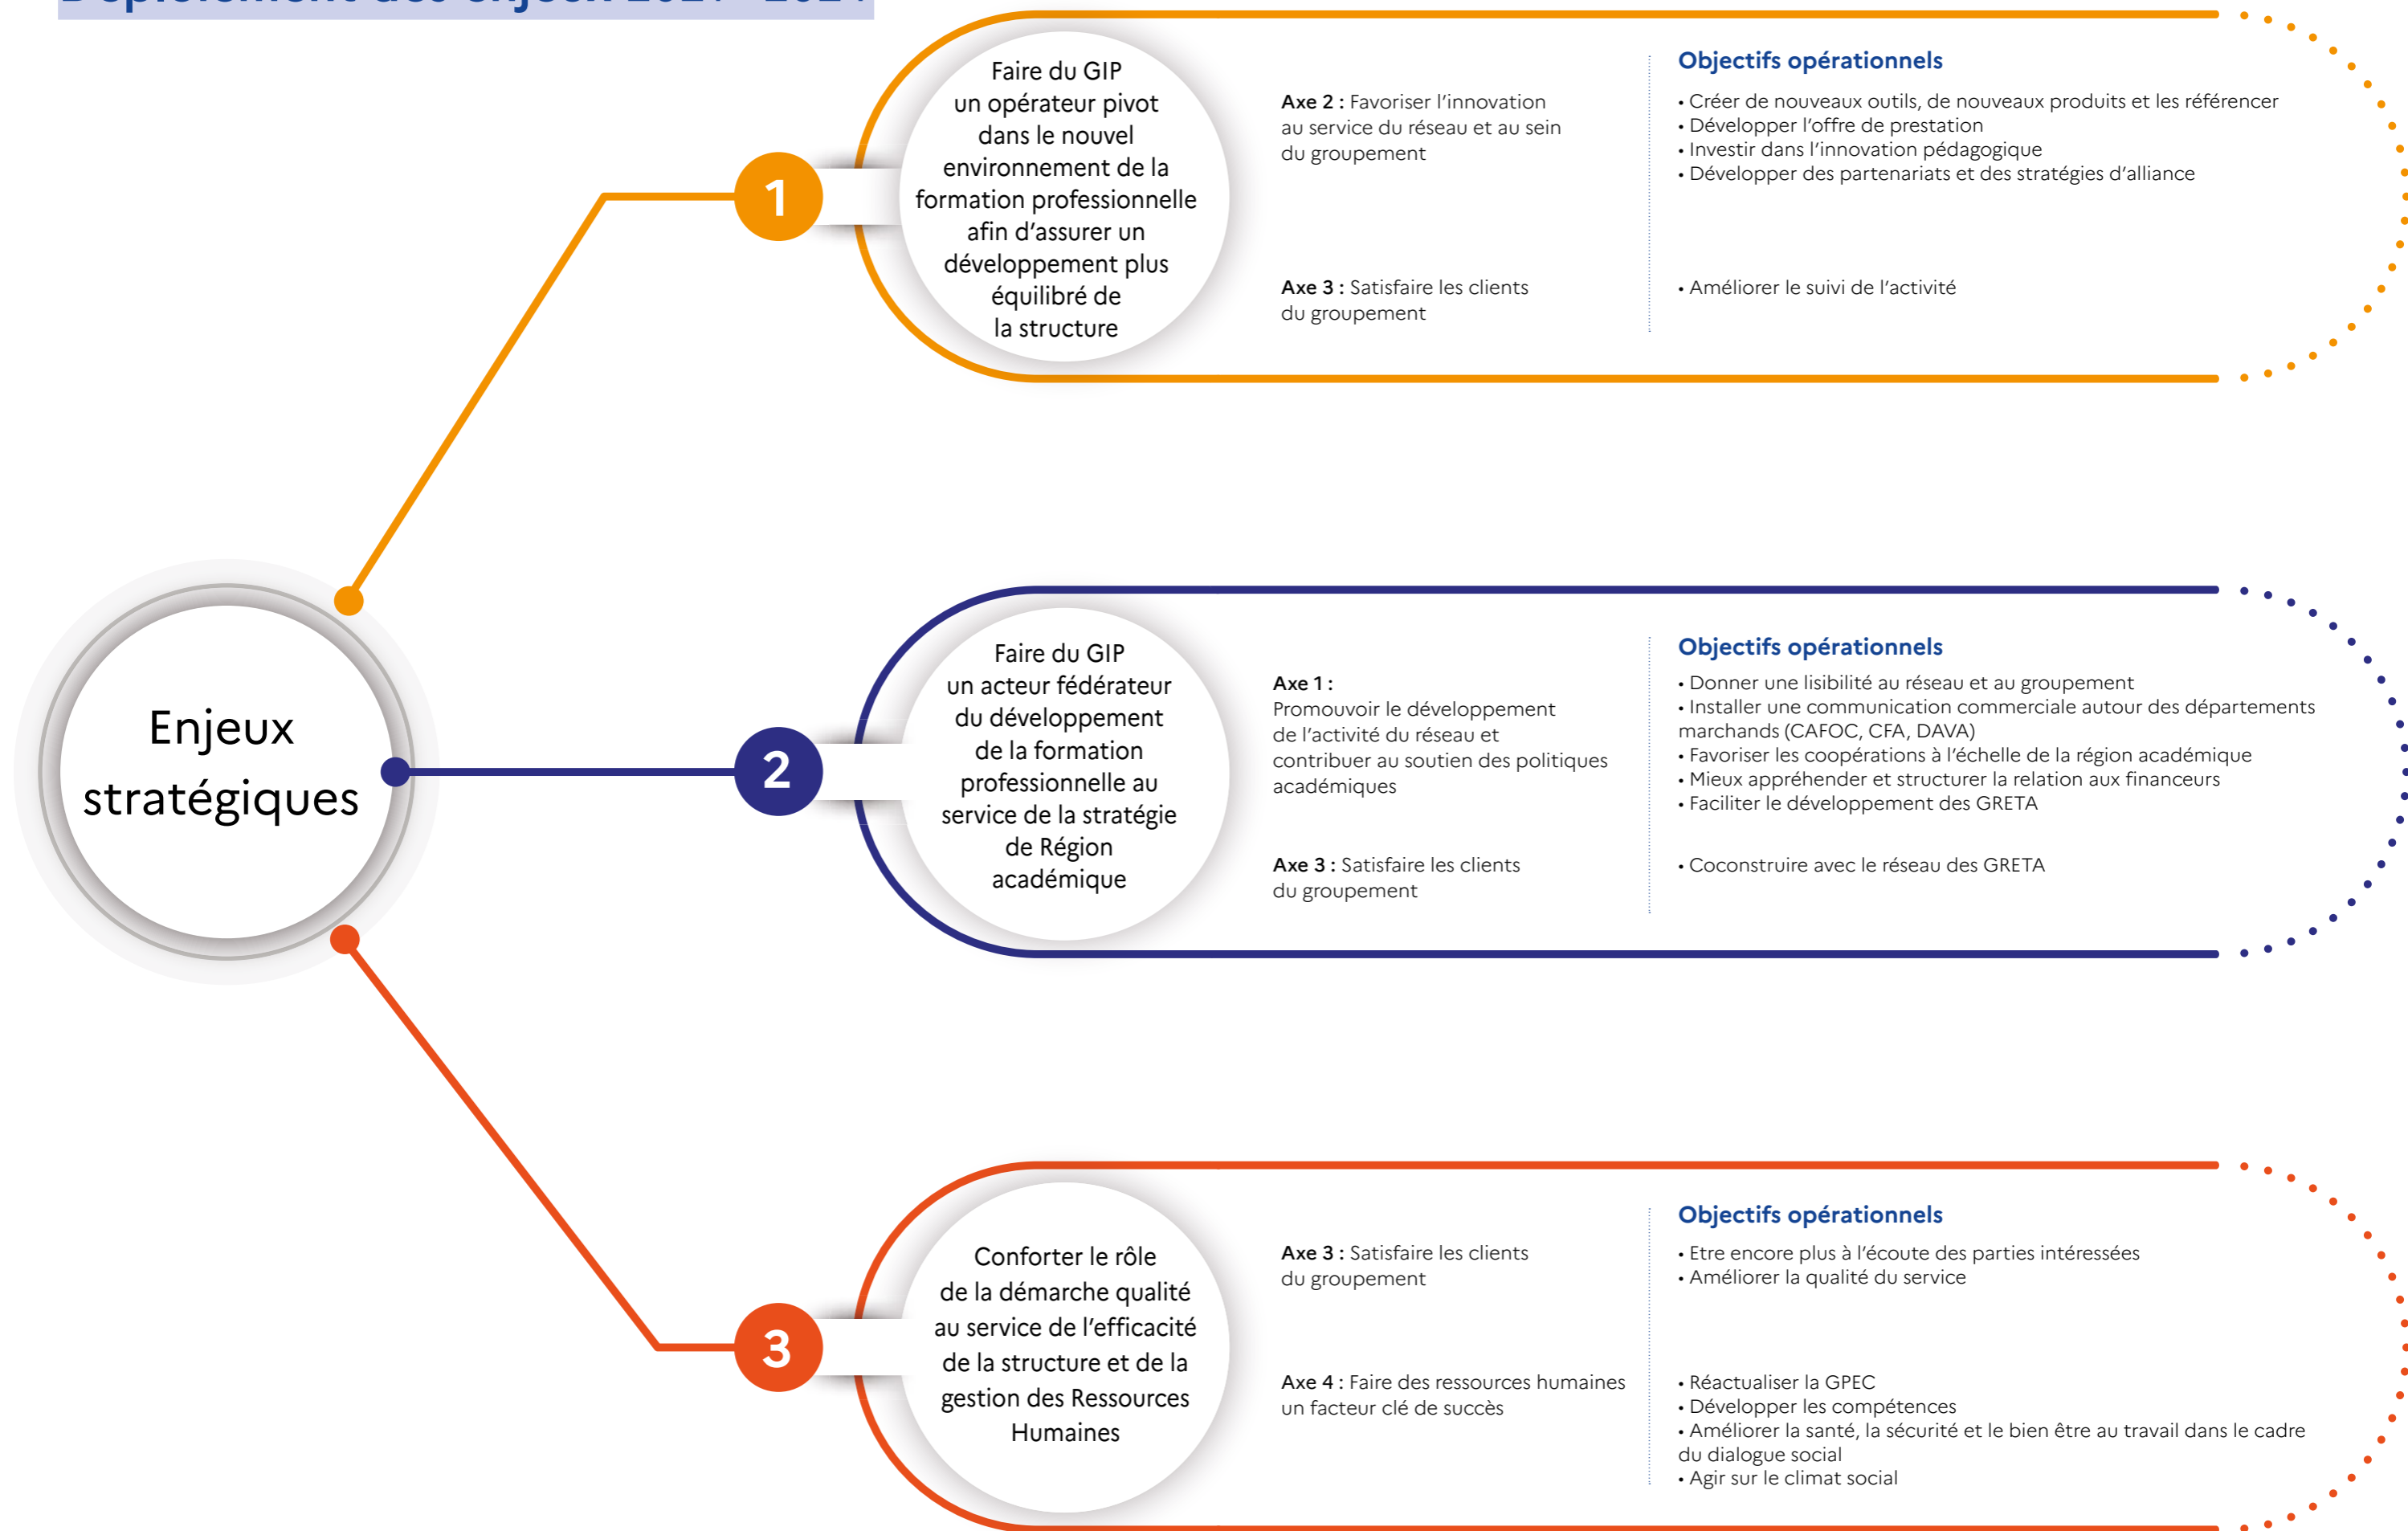 Déploiement des enjeux 2021 - 2024
Enjeux
stratégiques
1
Faire du GIP
un opérateur pivot
dans le nouvel
environnement de la
formation professionnelle
afin d'assurer un
développement plus
équilibré de
la structure
Axe 2 : Favoriser l'innovation
au service du réseau et au sein
du groupement
Axe 3 : Satisfaire les clients
du groupement
Objectifs opérationnels
• Créer de nouveaux outils, de nouveaux produits et les référencer
• Développer l'offre de prestation
• Investir dans l'innovation pédagogique
• Développer des partenariats et des stratégies d'alliance
• Améliorer le suivi de l'activité
2
Faire du GIP
un acteur fédérateur
du développement
de la formation
professionnelle au
service de la stratégie
de Région
académique
Axe 1 :
Promouvoir le développement
de l'activité du réseau et
contribuer au soutien des politiques
académiques
Axe 3 : Satisfaire les clients
du groupement
Objectifs opérationnels
• Donner une lisibilité au réseau et au groupement
• Installer une communication commerciale autour des départements
marchands (CAFOC, CFA, DAVA)
• Favoriser les coopérations à l'échelle de la région académique
• Mieux appréhender et structurer la relation aux financeurs
• Faciliter le développement des GRETA
• Coconstruire avec le réseau des GRETA
3
Conforter le rôle
de la démarche qualité
au service de l'efficacité
de la structure et de la
gestion des Ressources
Humaines
Axe 3 : Satisfaire les clients
du groupement
Axe 4 : Faire des ressources humaines
un facteur clé de succès
Objectifs opérationnels
• Etre encore plus à l'écoute des parties intéressées
• Améliorer la qualité du service
• Réactualiser la GPEC
• Développer les compétences
• Améliorer la santé, la sécurité et le bien être au travail dans le cadre
du dialogue social
• Agir sur le climat social